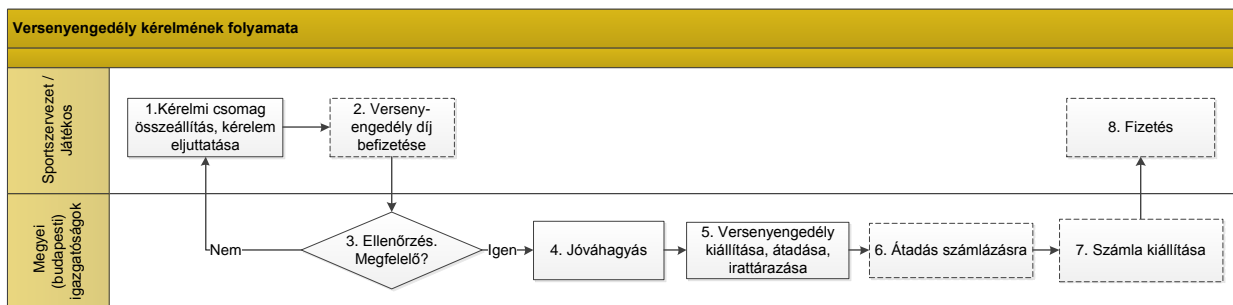 Versenyengedély kérelmének folyamata
Sportszervezet /
Játékos
1.Kérelmi csomag
összeállítás, kérelem
eljuttatása
2. Verseny-
engedély díj
befizetése
8. Fizetés
Megyei
(budapesti)
igazgatóságok
Nem
3. Ellenőrzés.
Megfelelő?
Igen
4. Jóváhagyás
5. Versenyengedély
kiállítása, átadása,
irattárazása
6. Átadás számlázásra
7. Számla kiállítása